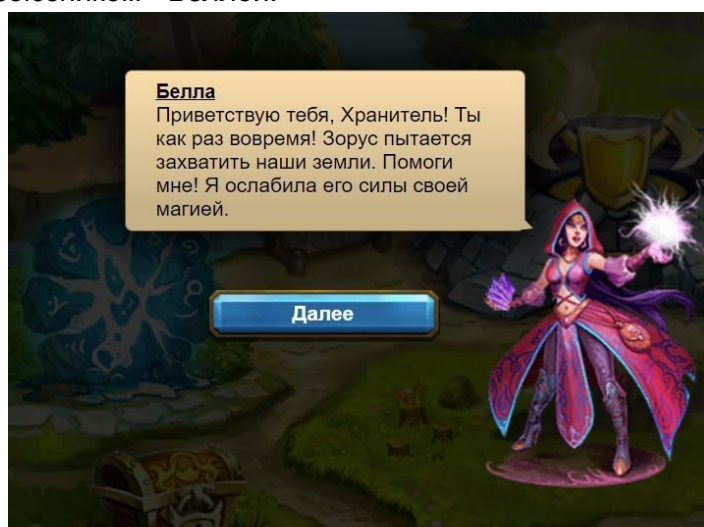 Белла
Приветствую тебя, Хранитель! Ты
как раз вовремя! Зорус пытается
захватить наши земли. Помоги
мне! Я ослабила его силы своей
магией.
Далее